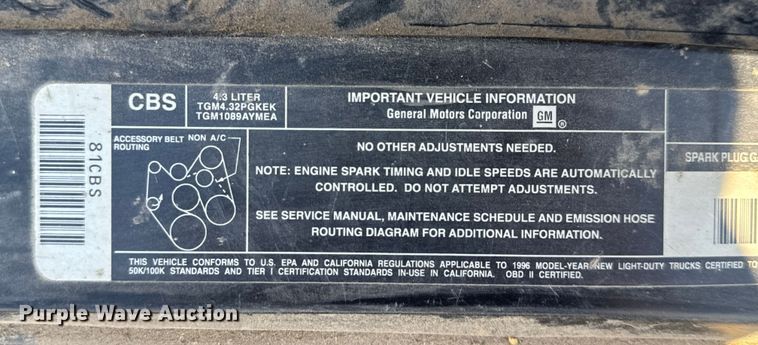 CBS
4.3 LITER
TGM4.32PGKEK
TGM1089AYMEA
IMPORTANT VEHICLE INFORMATION
General Motors Corporation GM ®
81CBS
ACCESSORY BELT NON A/C
ROUTING
NO OTHER ADJUSTMENTS NEEDED.
NOTE: ENGINE SPARK TIMING AND IDLE SPEEDS ARE AUTOMATICALLY
CONTROLLED. DO NOT ATTEMPT ADJUSTMENTS.
SEE SERVICE MANUAL, MAINTENANCE SCHEDULE AND EMISSION HOSE
ROUTING DIAGRAM FOR ADDITIONAL INFORMATION.
SPARK PLUG G
THIS VEHICLE CONFORMS TO U.S. EPA AND CALIFORNIA REGULATIONS APPLICABLE TO 1996 MODEL-YEAR NEW LIGHT-DUTY TRUCKS CERTIFIED TO
50K/100K STANDARDS AND TIER I CERTIFICATION STANDARDS IN-USE IN CALIFORNIA. OBD II CERTIFIED.
Purple Wave Auction